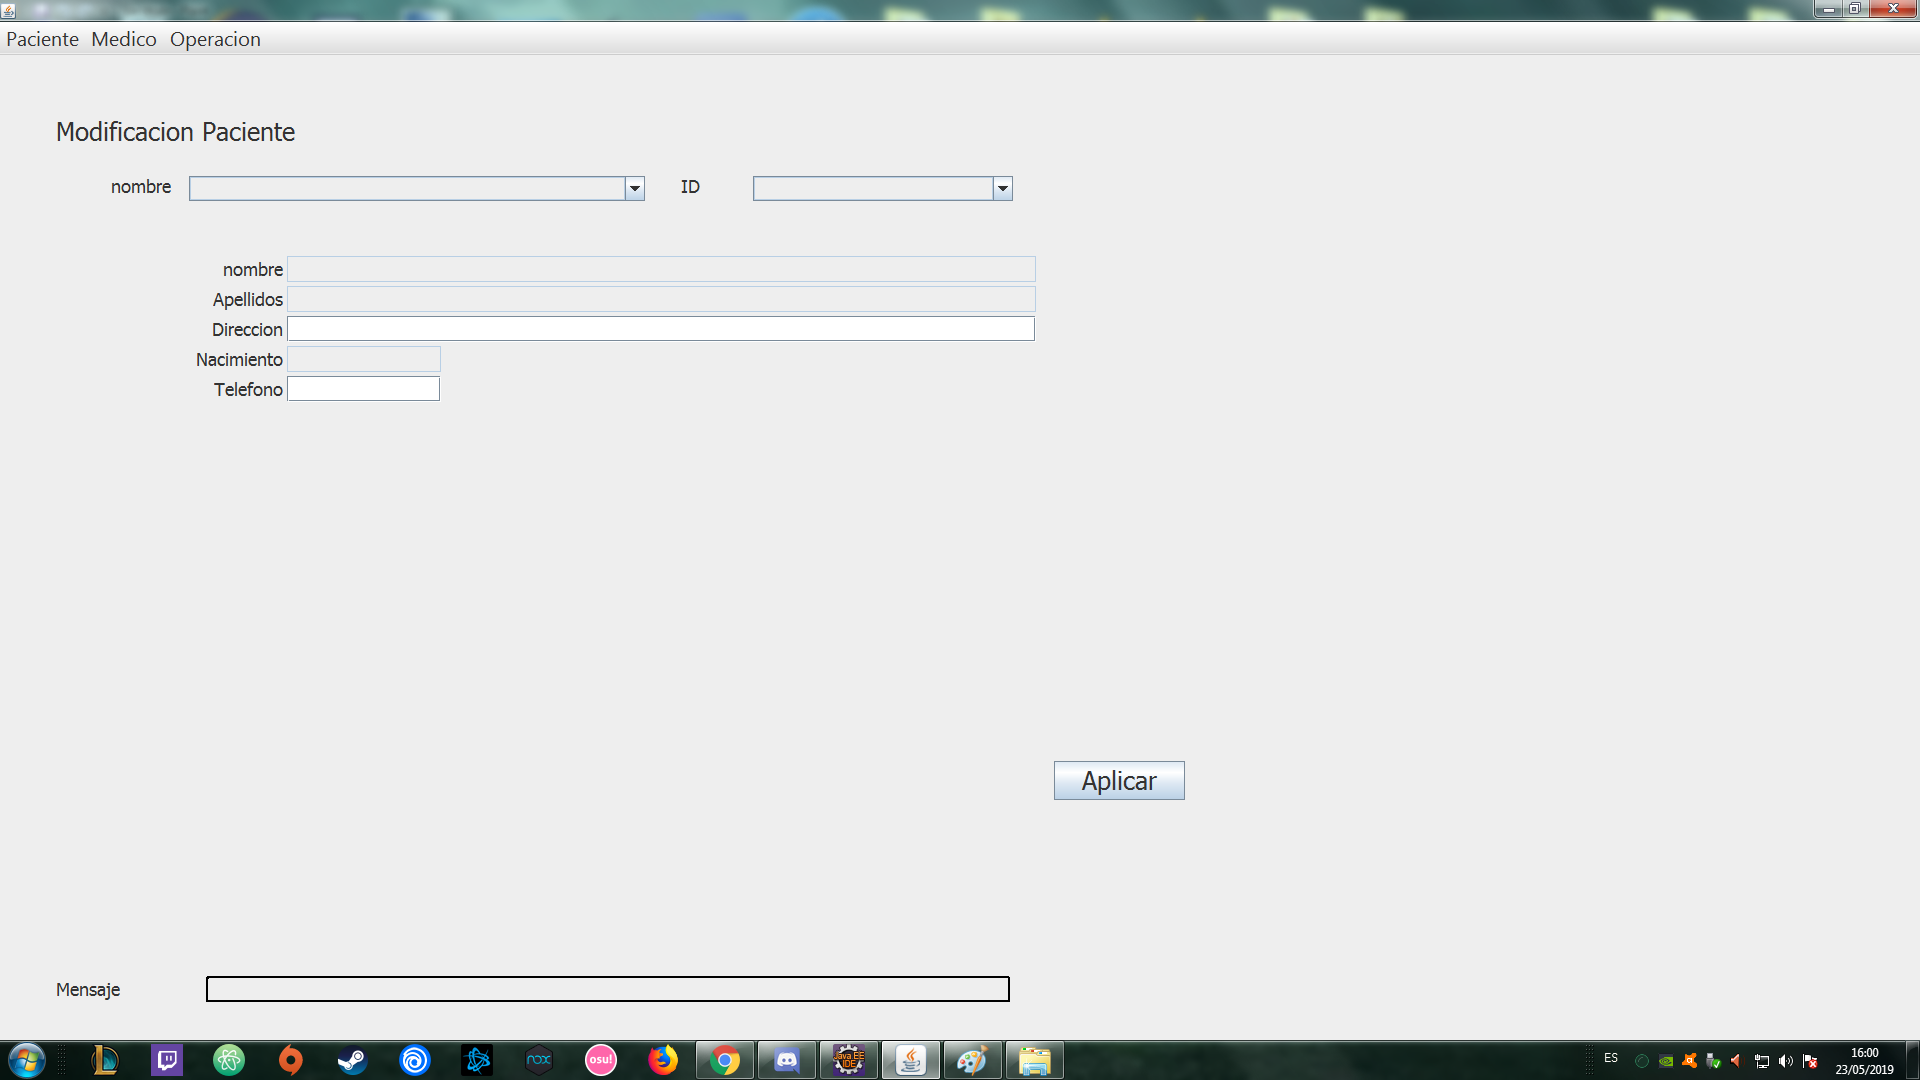 Paciente Medico Operacion
Modificacion Paciente
nombre ID
nombre
Apellidos
Direccion
Nacimiento
Telefono
Aplicar
Mensaje
nox osu! Java EE IDE ES 16:00
23/05/2019